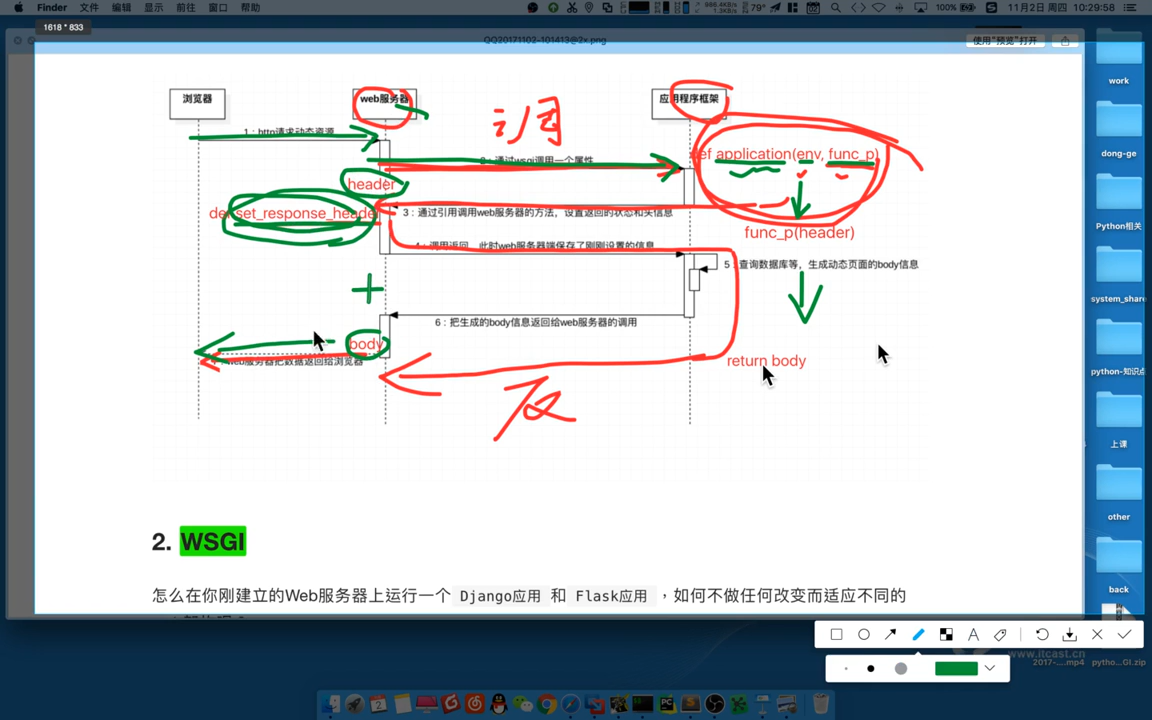 Finder 文件 编辑 显示 前往 窗口 帮助
79° 100% 11月2日 周四 10:29:58
1618 * 833
QQ20171102-101413@2x.png
使用"预览"打开
浏览器 web服务器 应用程序框架
1：http请求动态资源
2：通过wsgi调用一个属性
def application(env, func_p)
header
def set_response_heade
3：通过引用调用web服务器的方法，设置返回的状态和头信息
func_p(header)
4：调用返回，此时web服务器端保存了刚刚设置的信息
5：查询数据库等，生成动态页面的body信息
+
6：把生成的body信息返回给web服务器的调用
body
web服务器把数据返回给浏览器
return body
2. WSGI
怎么在你刚建立的Web服务器上运行一个 Django应用 和 Flask应用 ，如何不做任何改变而适应不同的
work
dong-ge
Python相关
system_share
python-知识点
上课
other
back
www.itcast.cn
2017-....mp4 pytho...GI.zip